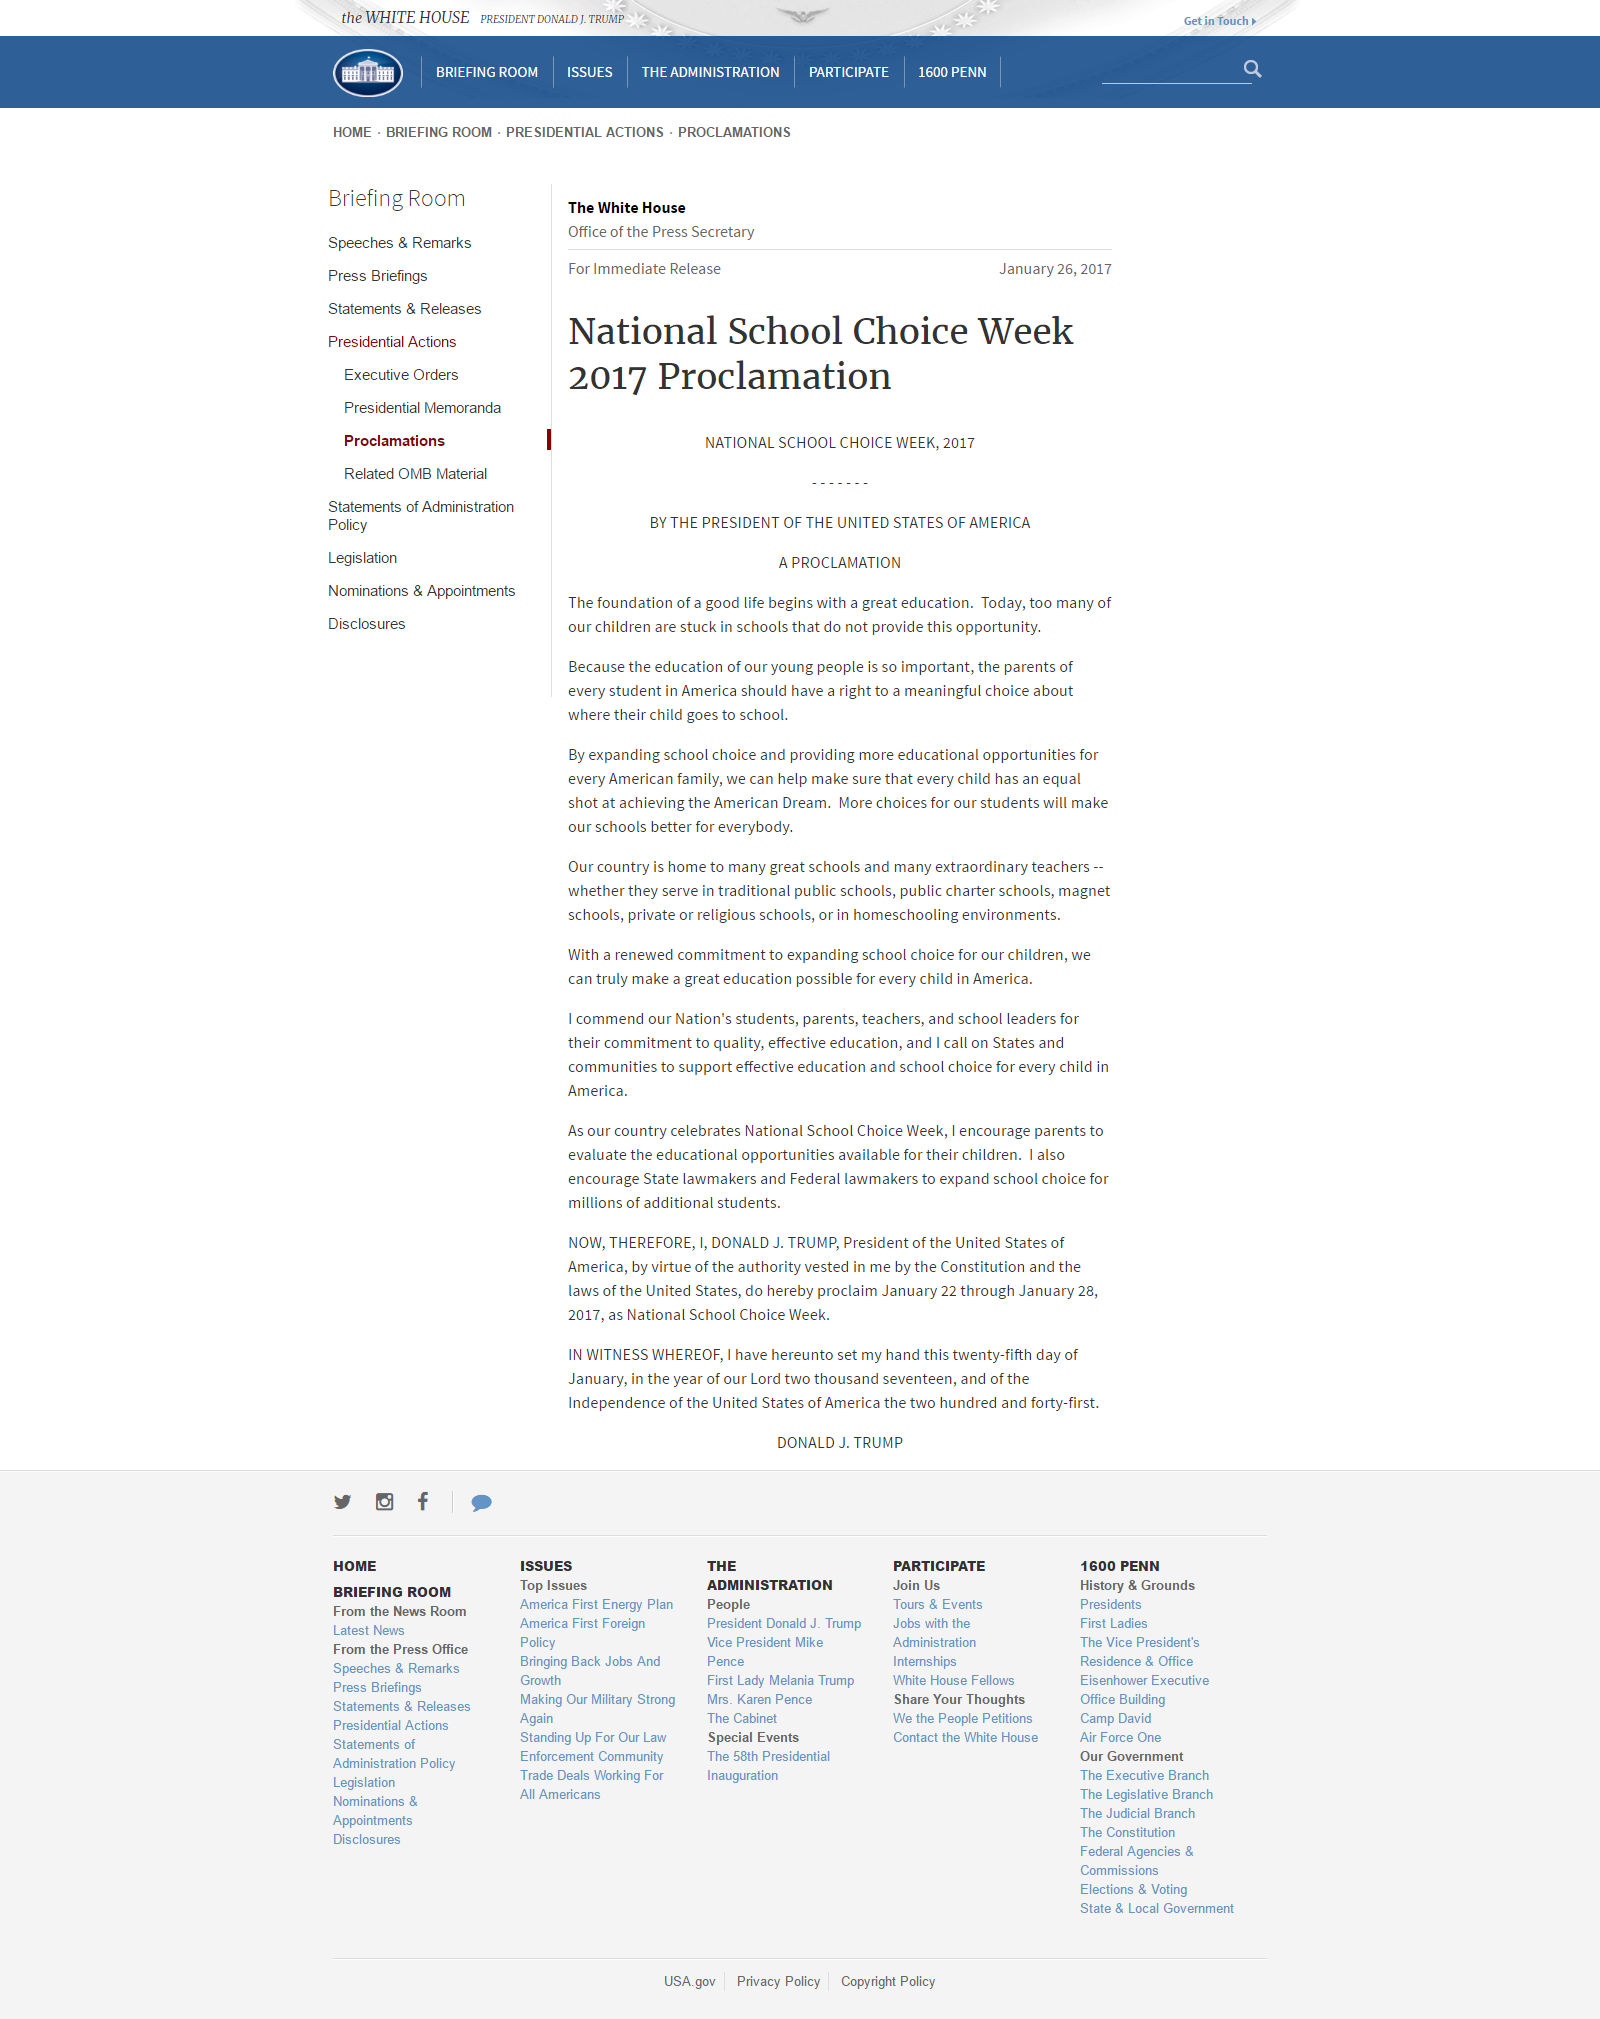 the WHITE HOUSE PRESIDENT DONALD J. TRUMP
Get in Touch
BRIEFING ROOM ISSUES THE ADMINISTRATION PARTICIPATE 1600 PENN
HOME · BRIEFING ROOM · PRESIDENTIAL ACTIONS · PROCLAMATIONS
Briefing Room
Speeches & Remarks
Press Briefings
Statements & Releases
Presidential Actions
Executive Orders
Presidential Memoranda
Proclamations
Related OMB Material
Statements of Administration
Policy
Legislation
Nominations & Appointments
Disclosures
The White House
Office of the Press Secretary
For Immediate Release January 26, 2017
National School Choice Week
2017 Proclamation
NATIONAL SCHOOL CHOICE WEEK, 2017
- - - - - - -
BY THE PRESIDENT OF THE UNITED STATES OF AMERICA
A PROCLAMATION
The foundation of a good life begins with a great education.  Today, too many of
our children are stuck in schools that do not provide this opportunity.
Because the education of our young people is so important, the parents of
every student in America should have a right to a meaningful choice about
where their child goes to school.
By expanding school choice and providing more educational opportunities for
every American family, we can help make sure that every child has an equal
shot at achieving the American Dream.  More choices for our students will make
our schools better for everybody.
Our country is home to many great schools and many extraordinary teachers --
whether they serve in traditional public schools, public charter schools, magnet
schools, private or religious schools, or in homeschooling environments.
With a renewed commitment to expanding school choice for our children, we
can truly make a great education possible for every child in America.
I commend our Nation's students, parents, teachers, and school leaders for
their commitment to quality, effective education, and I call on States and
communities to support effective education and school choice for every child in
America.
As our country celebrates National School Choice Week, I encourage parents to
evaluate the educational opportunities available for their children.  I also
encourage State lawmakers and Federal lawmakers to expand school choice for
millions of additional students.
NOW, THEREFORE, I, DONALD J. TRUMP, President of the United States of
America, by virtue of the authority vested in me by the Constitution and the
laws of the United States, do hereby proclaim January 22 through January 28,
2017, as National School Choice Week.
IN WITNESS WHEREOF, I have hereunto set my hand this twenty-fifth day of
January, in the year of our Lord two thousand seventeen, and of the
Independence of the United States of America the two hundred and forty-first.
DONALD J. TRUMP
HOME
BRIEFING ROOM
From the News Room
Latest News
From the Press Office
Speeches & Remarks
Press Briefings
Statements & Releases
Presidential Actions
Statements of
Administration Policy
Legislation
Nominations &
Appointments
Disclosures
ISSUES
Top Issues
America First Energy Plan
America First Foreign
Policy
Bringing Back Jobs And
Growth
Making Our Military Strong
Again
Standing Up For Our Law
Enforcement Community
Trade Deals Working For
All Americans
THE
ADMINISTRATION
People
President Donald J. Trump
Vice President Mike
Pence
First Lady Melania Trump
Mrs. Karen Pence
The Cabinet
Special Events
The 58th Presidential
Inauguration
PARTICIPATE
Join Us
Tours & Events
Jobs with the
Administration
Internships
White House Fellows
Share Your Thoughts
We the People Petitions
Contact the White House
1600 PENN
History & Grounds
Presidents
First Ladies
The Vice President's
Residence & Office
Eisenhower Executive
Office Building
Camp David
Air Force One
Our Government
The Executive Branch
The Legislative Branch
The Judicial Branch
The Constitution
Federal Agencies &
Commissions
Elections & Voting
State & Local Government
USA.gov Privacy Policy Copyright Policy